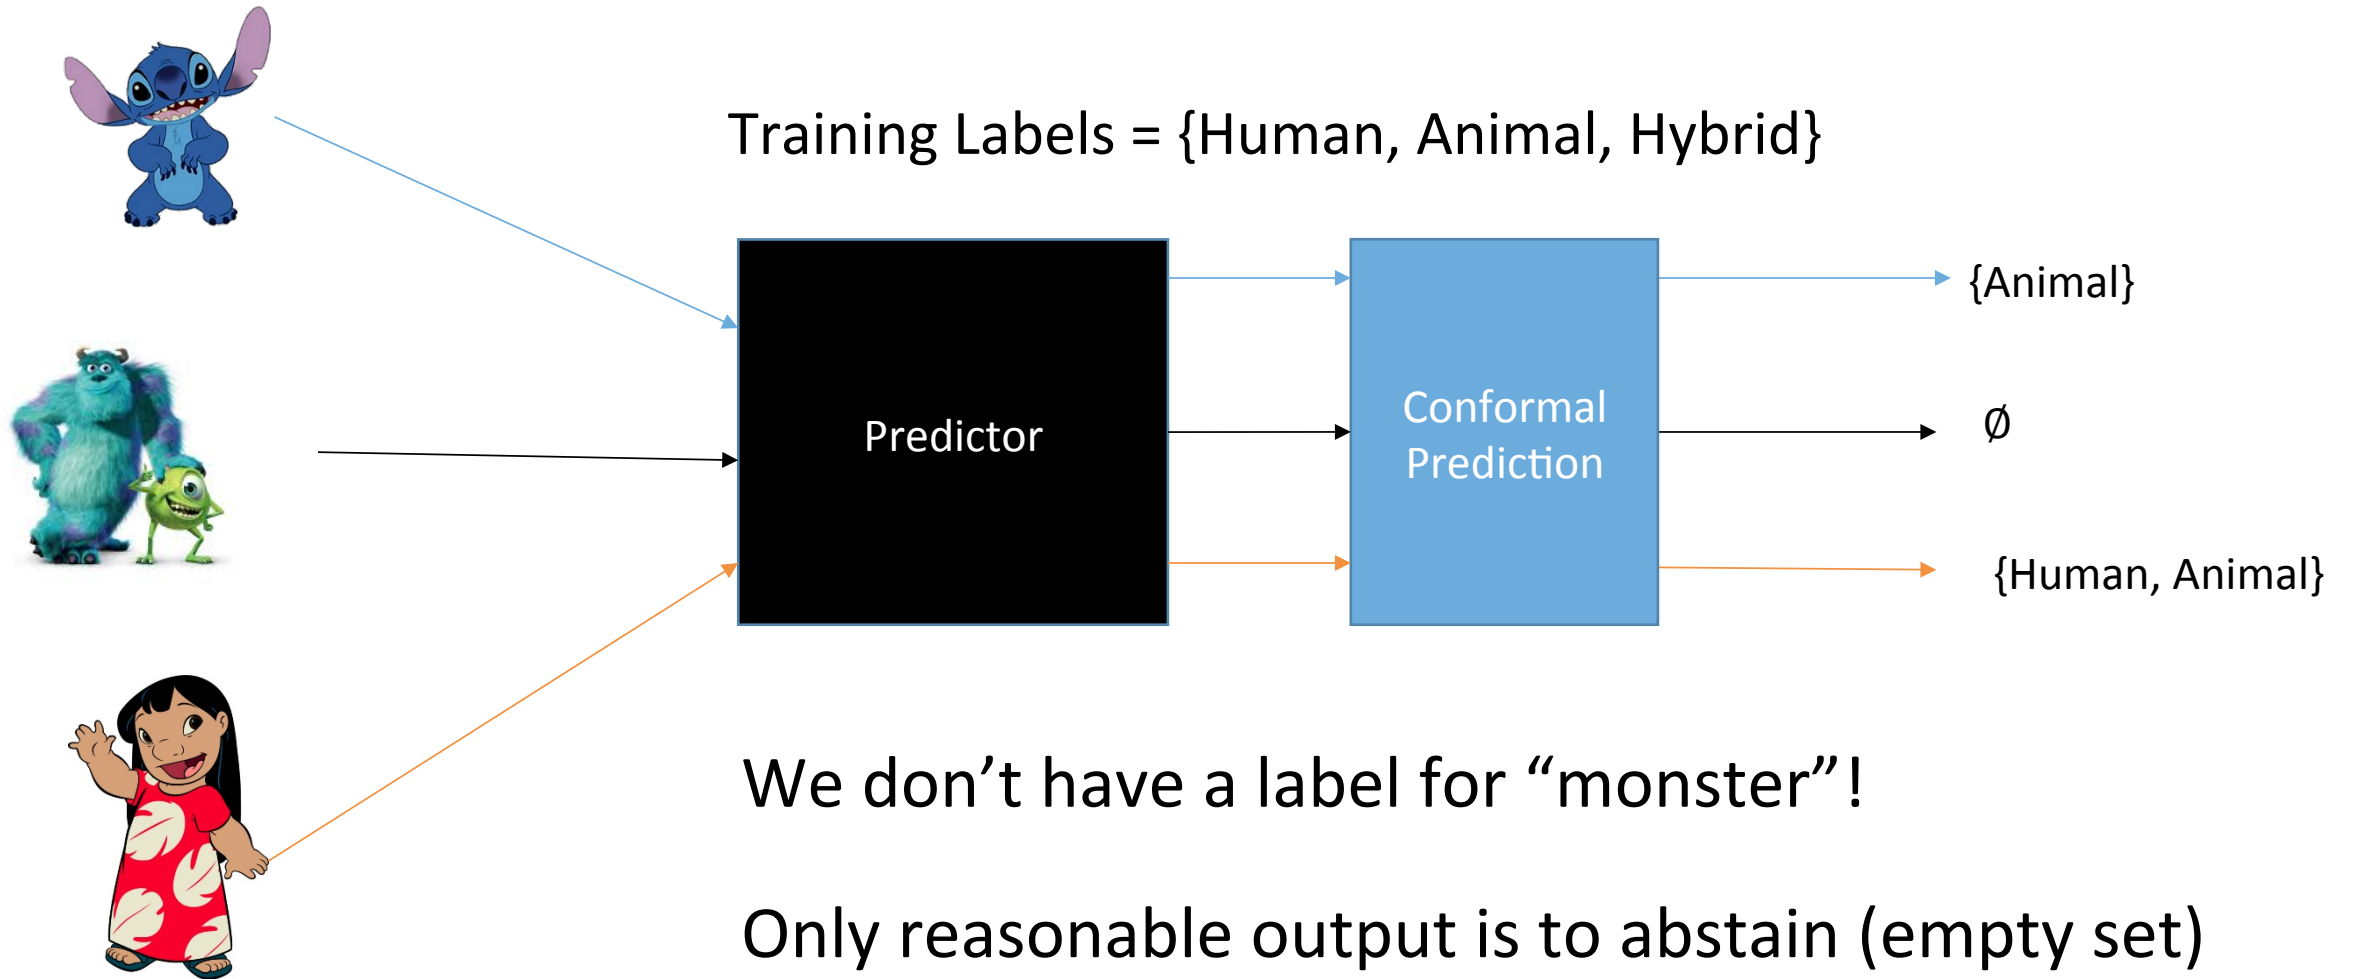 Training Labels = {Human, Animal, Hybrid}
Predictor
Conformal
Prediction
{Animal}
∅
{Human, Animal}
We don’t have a label for “monster”!
Only reasonable output is to abstain (empty set)